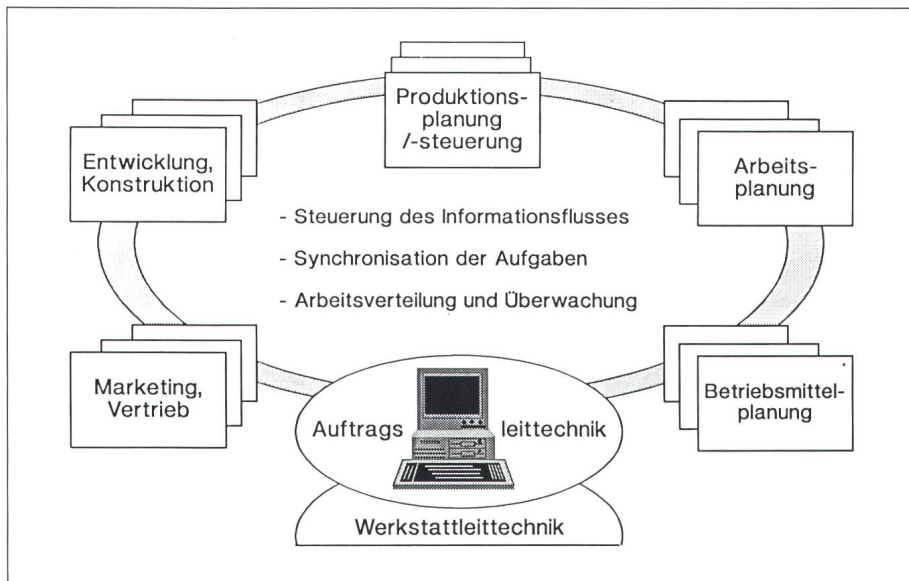 Produktions-
planung
/-steuerung
Entwicklung,
Konstruktion
Arbeits-
planung
- Steuerung des Informationsflusses
- Synchronisation der Aufgaben
- Arbeitsverteilung und Überwachung
Marketing,
Vertrieb
Betriebsmittel-
planung
Auftrags leittechnik
Werkstattleittechnik